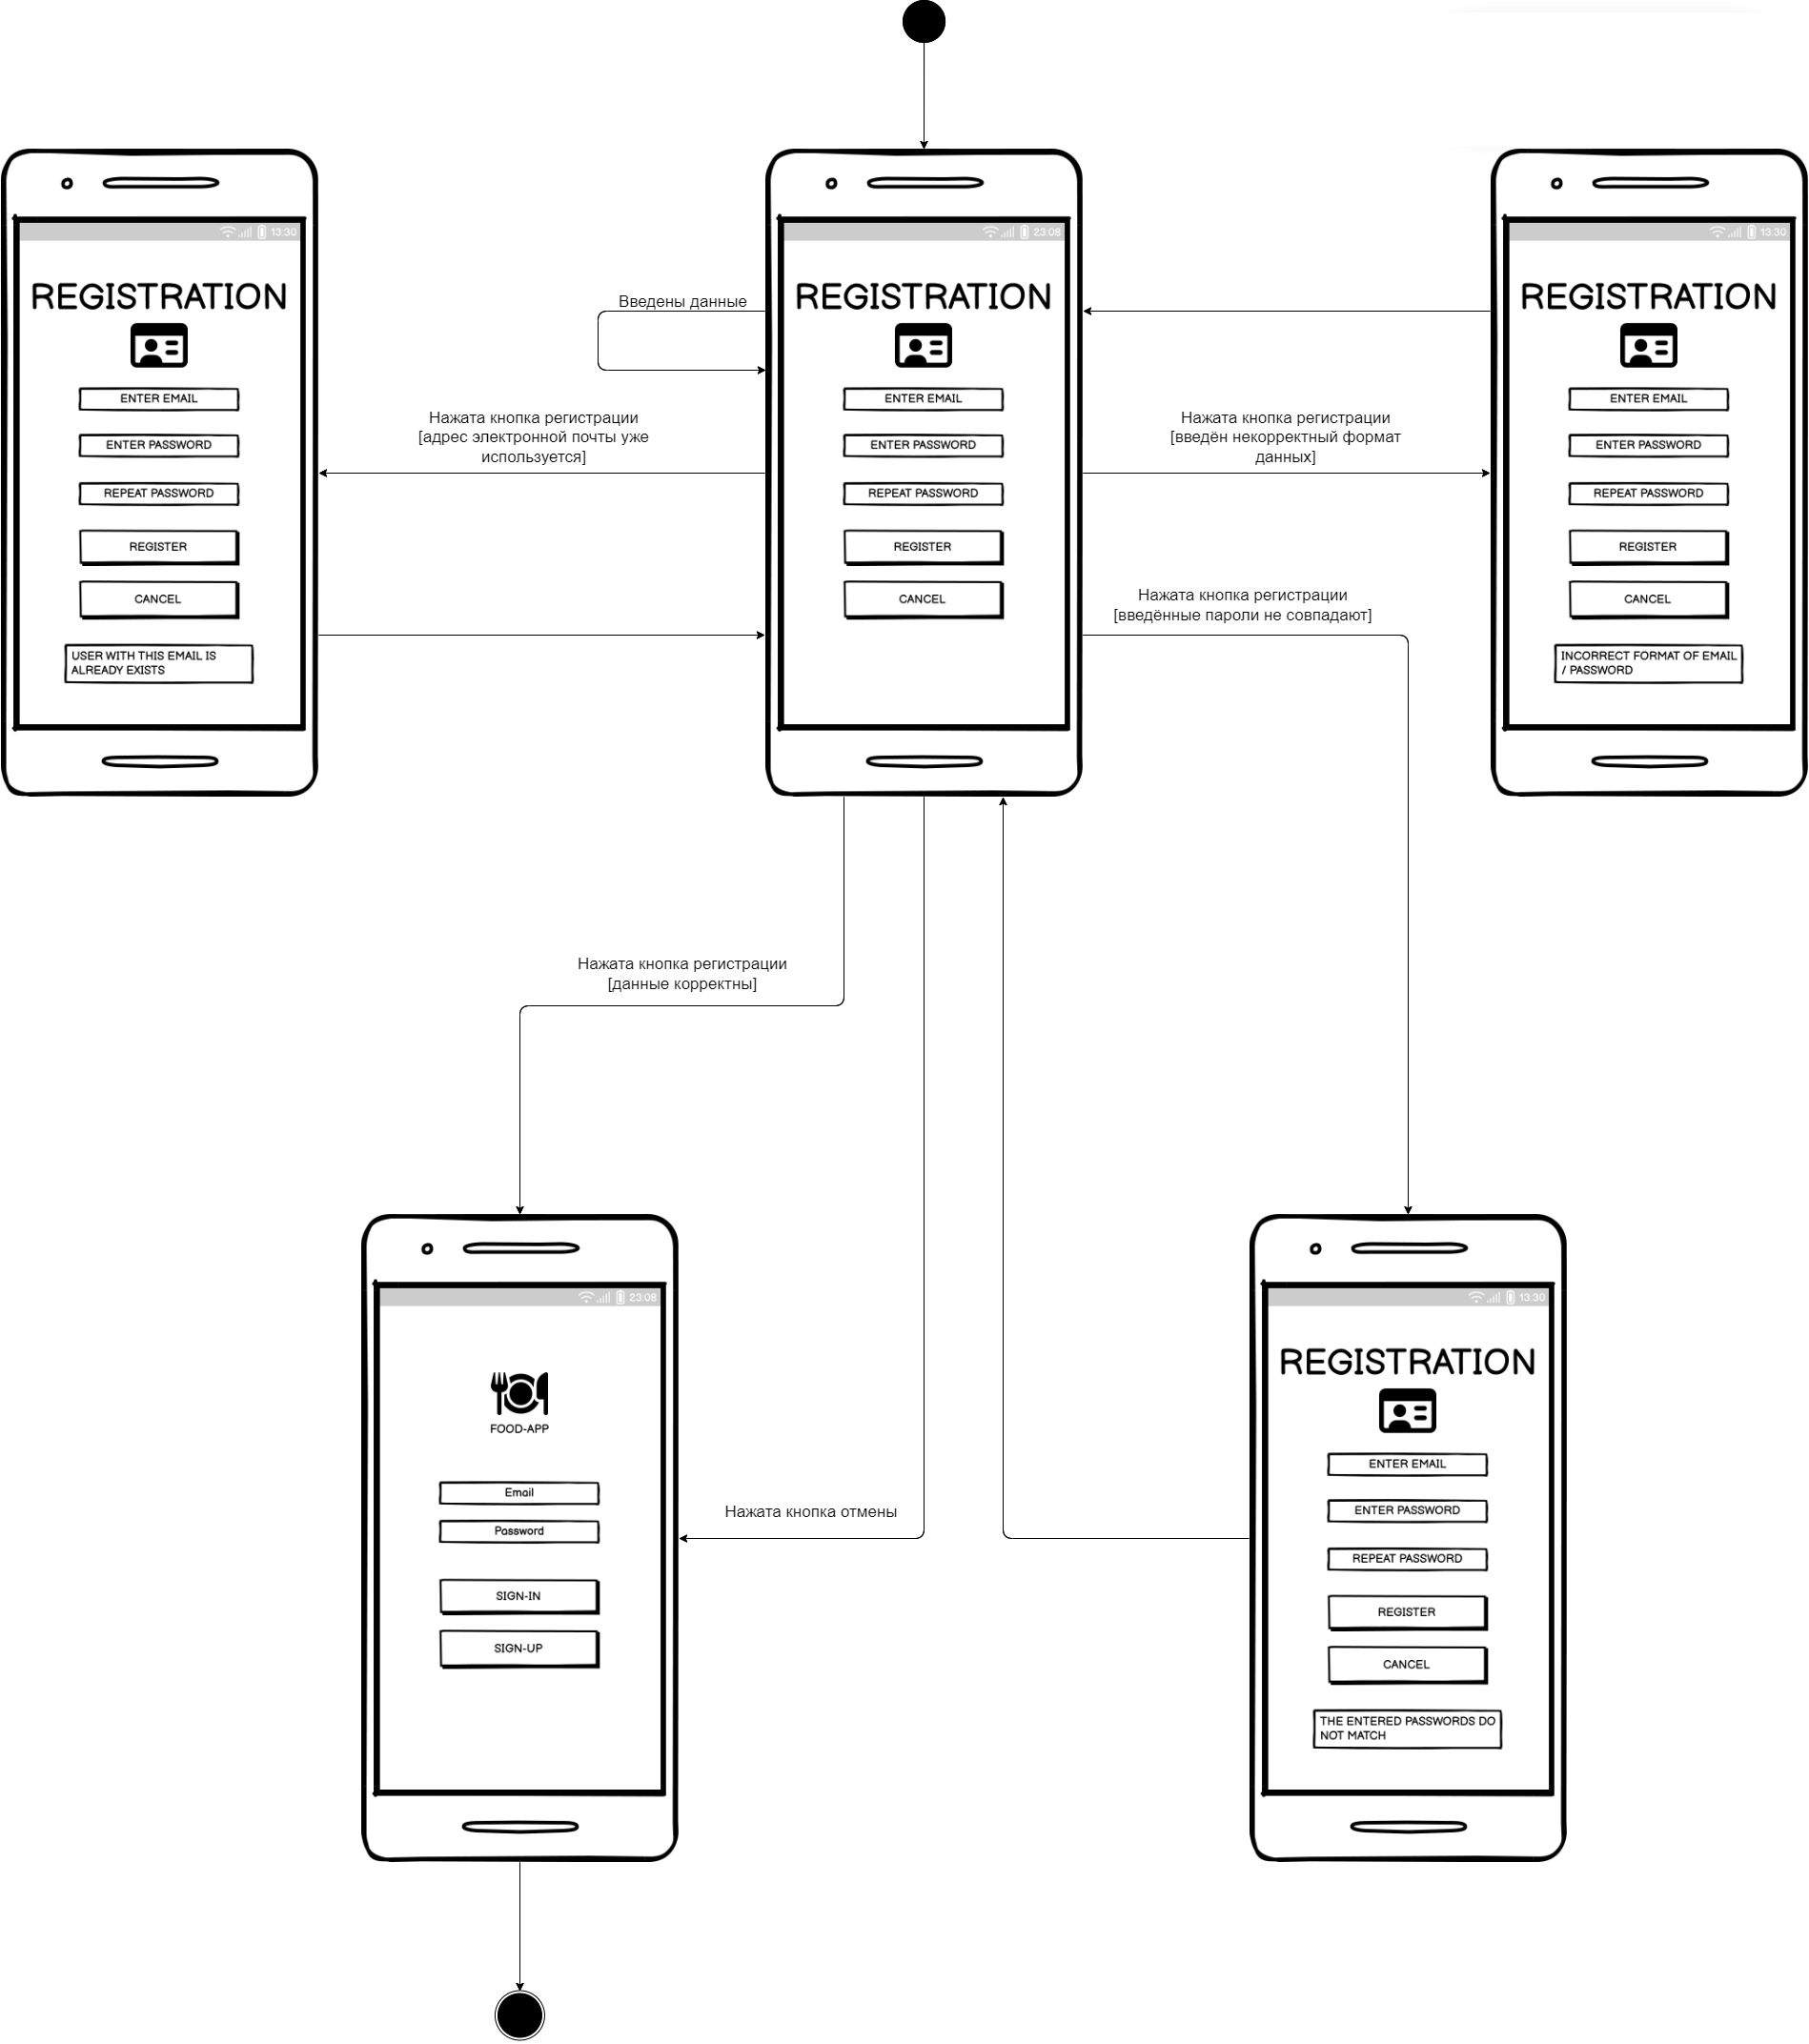 13:30
REGISTRATION
ENTER EMAIL
ENTER PASSWORD
REPEAT PASSWORD
REGISTER
CANCEL
USER WITH THIS EMAIL IS
ALREADY EXISTS
Введены данные
Нажата кнопка регистрации
[адрес электронной почты уже
используется]
23:08
REGISTRATION
ENTER EMAIL
ENTER PASSWORD
REPEAT PASSWORD
REGISTER
CANCEL
Нажата кнопка регистрации
[введён некорректный формат
данных]
Нажата кнопка регистрации
[введённые пароли не совпадают]
13:30
REGISTRATION
ENTER EMAIL
ENTER PASSWORD
REPEAT PASSWORD
REGISTER
CANCEL
INCORRECT FORMAT OF EMAIL
/ PASSWORD
Нажата кнопка регистрации
[данные корректны]
23:08
FOOD-APP
Email
Password
SIGN-IN
SIGN-UP
Нажата кнопка отмены
13:30
REGISTRATION
ENTER EMAIL
ENTER PASSWORD
REPEAT PASSWORD
REGISTER
CANCEL
THE ENTERED PASSWORDS DO
NOT MATCH